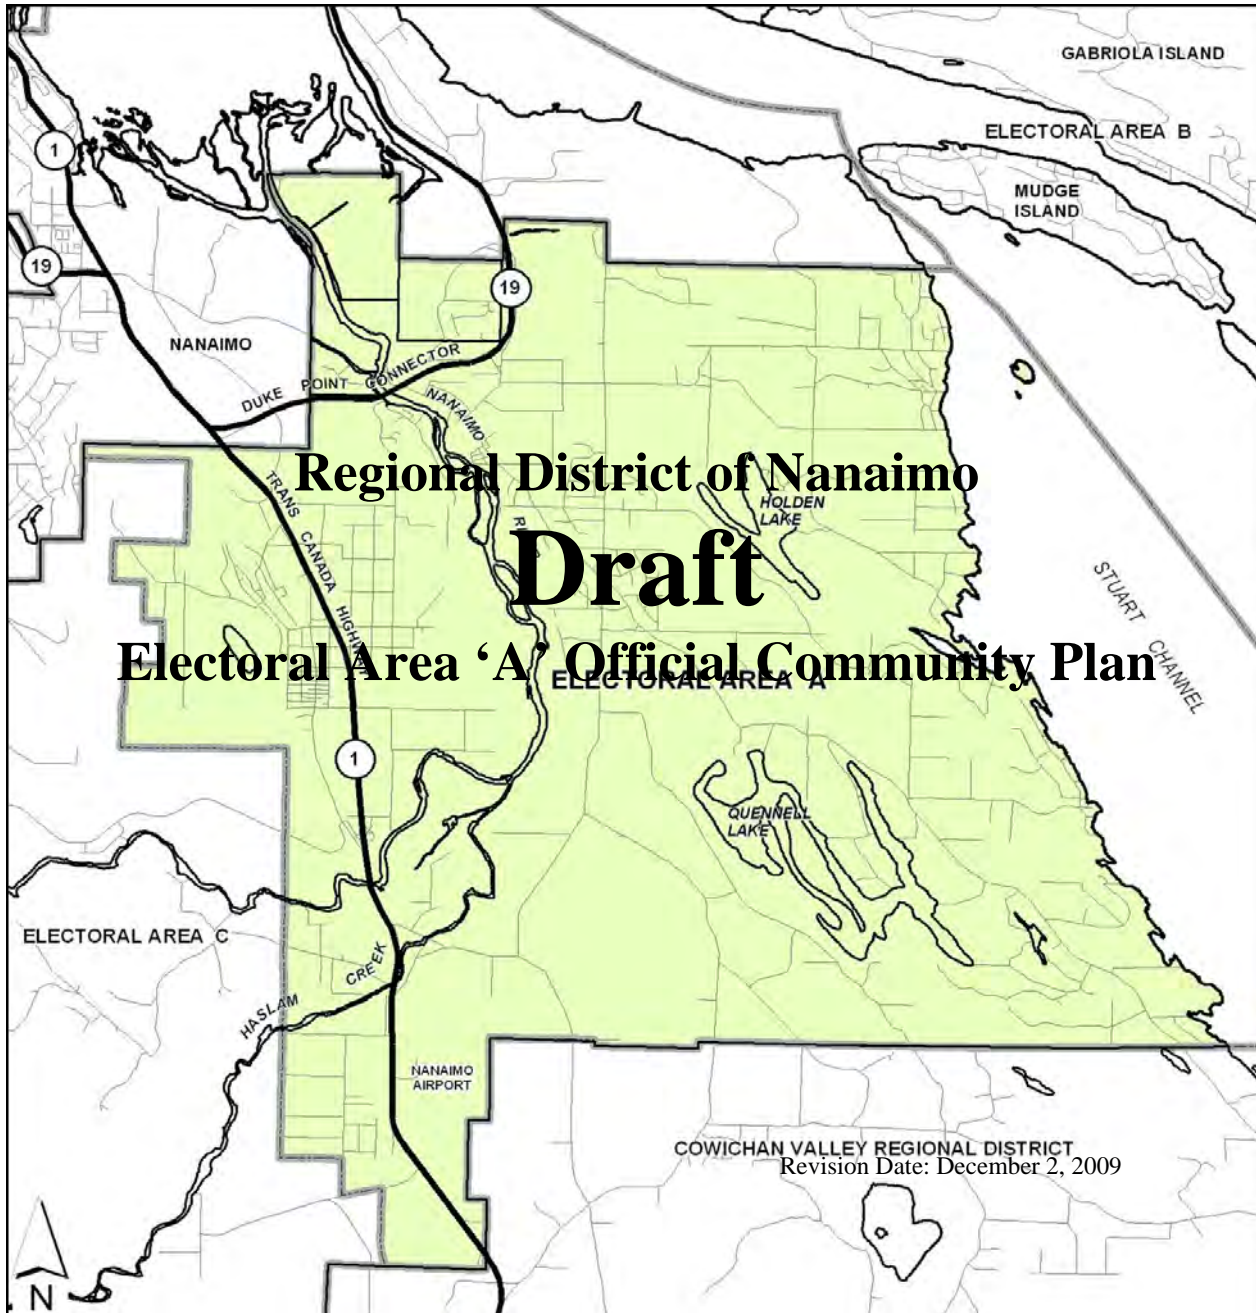 GABRIOLA ISLAND
ELECTORAL AREA B
1
MUDGE
ISLAND
19
19
NANAIMO
DUKE POINT CONNECTOR
NANAIMO
RIVER
Regional District of Nanaimo
TRANS CANADA HIGHWAY
HOLDEN
LAKE
Draft
STUART CHANNEL
Electoral Area ‘A’ Official Community Plan
ELECTORAL AREA A
1
QUENNELL
LAKE
ELECTORAL AREA C
HASLAM CREEK
NANAIMO
AIRPORT
COWICHAN VALLEY REGIONAL DISTRICT
Revision Date: December 2, 2009
N